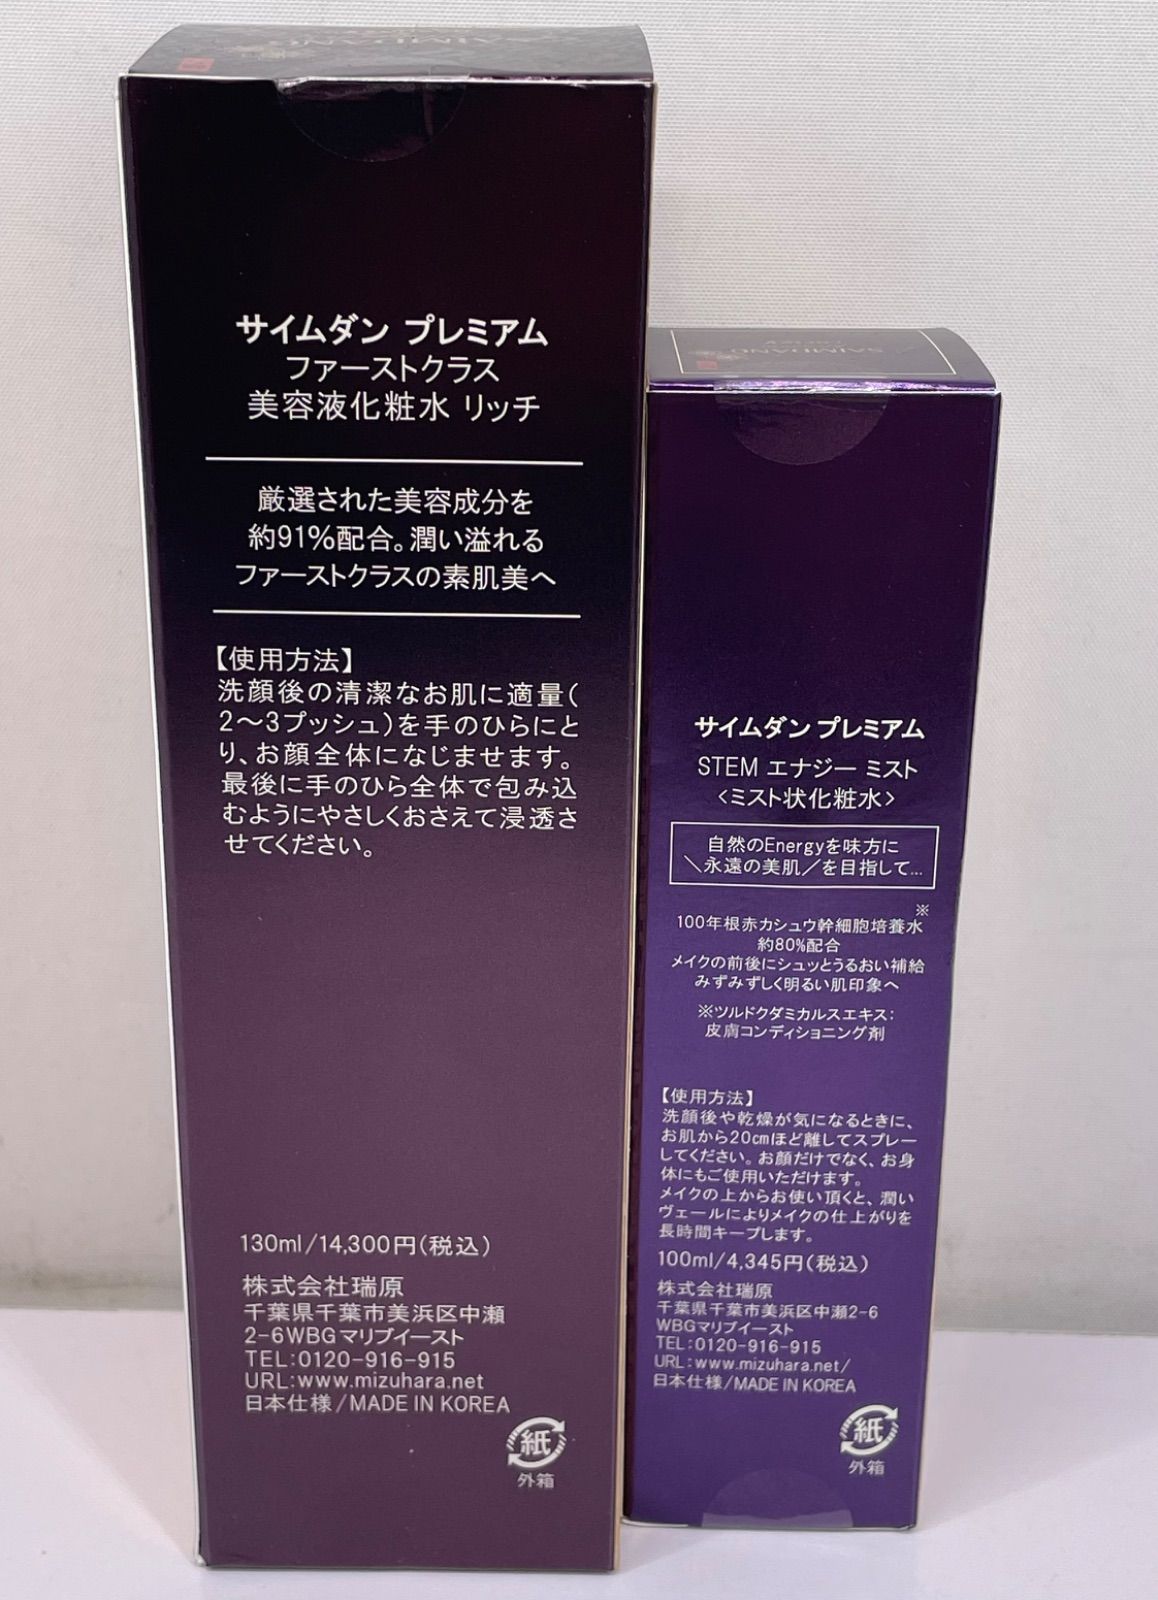 SAIMDANG
サイムダン プレミアム
ファーストクラス
美容液化粧水 リッチ
厳選された美容成分を
約91%配合。潤い溢れる
ファーストクラスの素肌美へ
【使用方法】
洗顔後の清潔なお肌に適量(
2～3プッシュ)を手のひらにと
り、お顔全体になじませます。
最後に手のひら全体で包み込
むようにやさしくおさえて浸透さ
せてください。
130ml/14,300円(税込)
株式会社瑞原
千葉県千葉市美浜区中瀬
2-6WBGマリブイースト
TEL:0120-916-915
URL:www.mizuhara.net
日本仕様/MADE IN KOREA
紙
外箱
SAIMDANG
サイムダン プレミアム
STEM エナジー ミスト
<ミスト状化粧水>
自然のEnergyを味方に
＼永遠の美肌／を目指して...
※
100年根赤カシュウ幹細胞培養水
約80%配合
メイクの前後にシュッとうるおい補給
みずみずしく明るい肌印象へ
※ツルドクダミカルスエキス:
皮膚コンディショニング剤
【使用方法】
洗顔後や乾燥が気になるときに、
お肌から20cmほど離してスプレー
してください。お顔だけでなく、お身
体にもご使用いただけます。
メイクの上からお使い頂くと、潤い
ヴェールによりメイクの仕上がりを
長時間キープします。
100ml/4,345円(税込)
株式会社瑞原
千葉県千葉市美浜区中瀬2-6
WBGマリブイースト
TEL:0120-916-915
URL:www.mizuhara.net/
日本仕様/MADE IN KOREA
紙
外箱